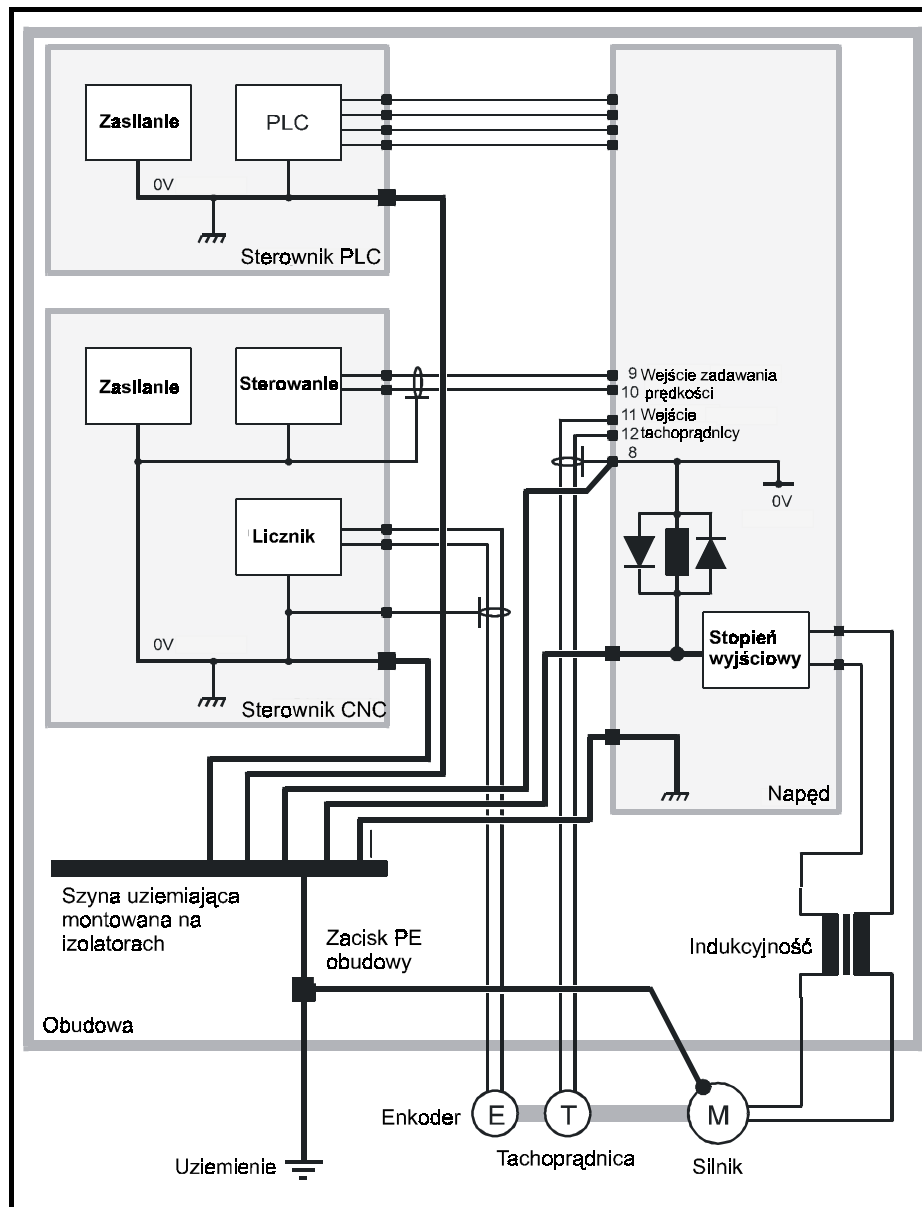 Zasilanie
PLC
0V
Sterownik PLC
Zasilanie
Sterowanie
9 Wejście zadawania
10 prędkości
11 Wejście
12 tachoprądnicy
8
0V
Licznik
0V
Sterownik CNC
Stopień
wyjściowy
Napęd
Szyna uziemiająca
montowana na
izolatorach
Zacisk PE
obudowy
Indukcyjność
Obudowa
Enkoder
E
T
M
Tachoprądnica
Silnik
Uziemienie